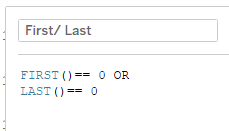 First/ Last
FIRST()== 0 OR
LAST()== 0